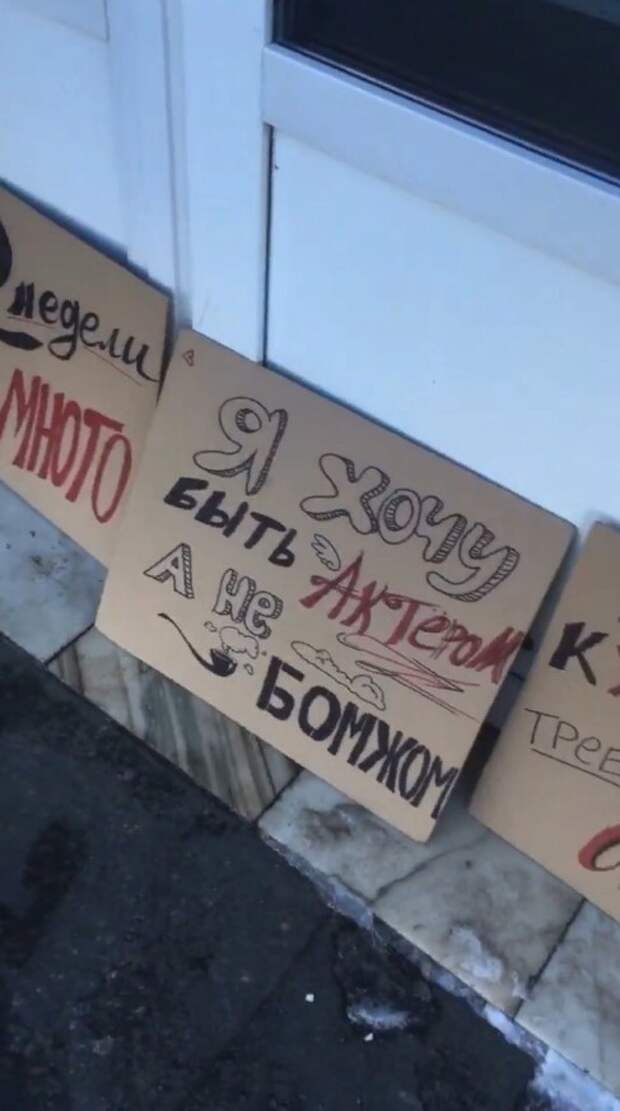 недели
МНОГО
Я ХОЧУ
БЫТЬ АКТЁРОМ
А Не
БОМЖОМ